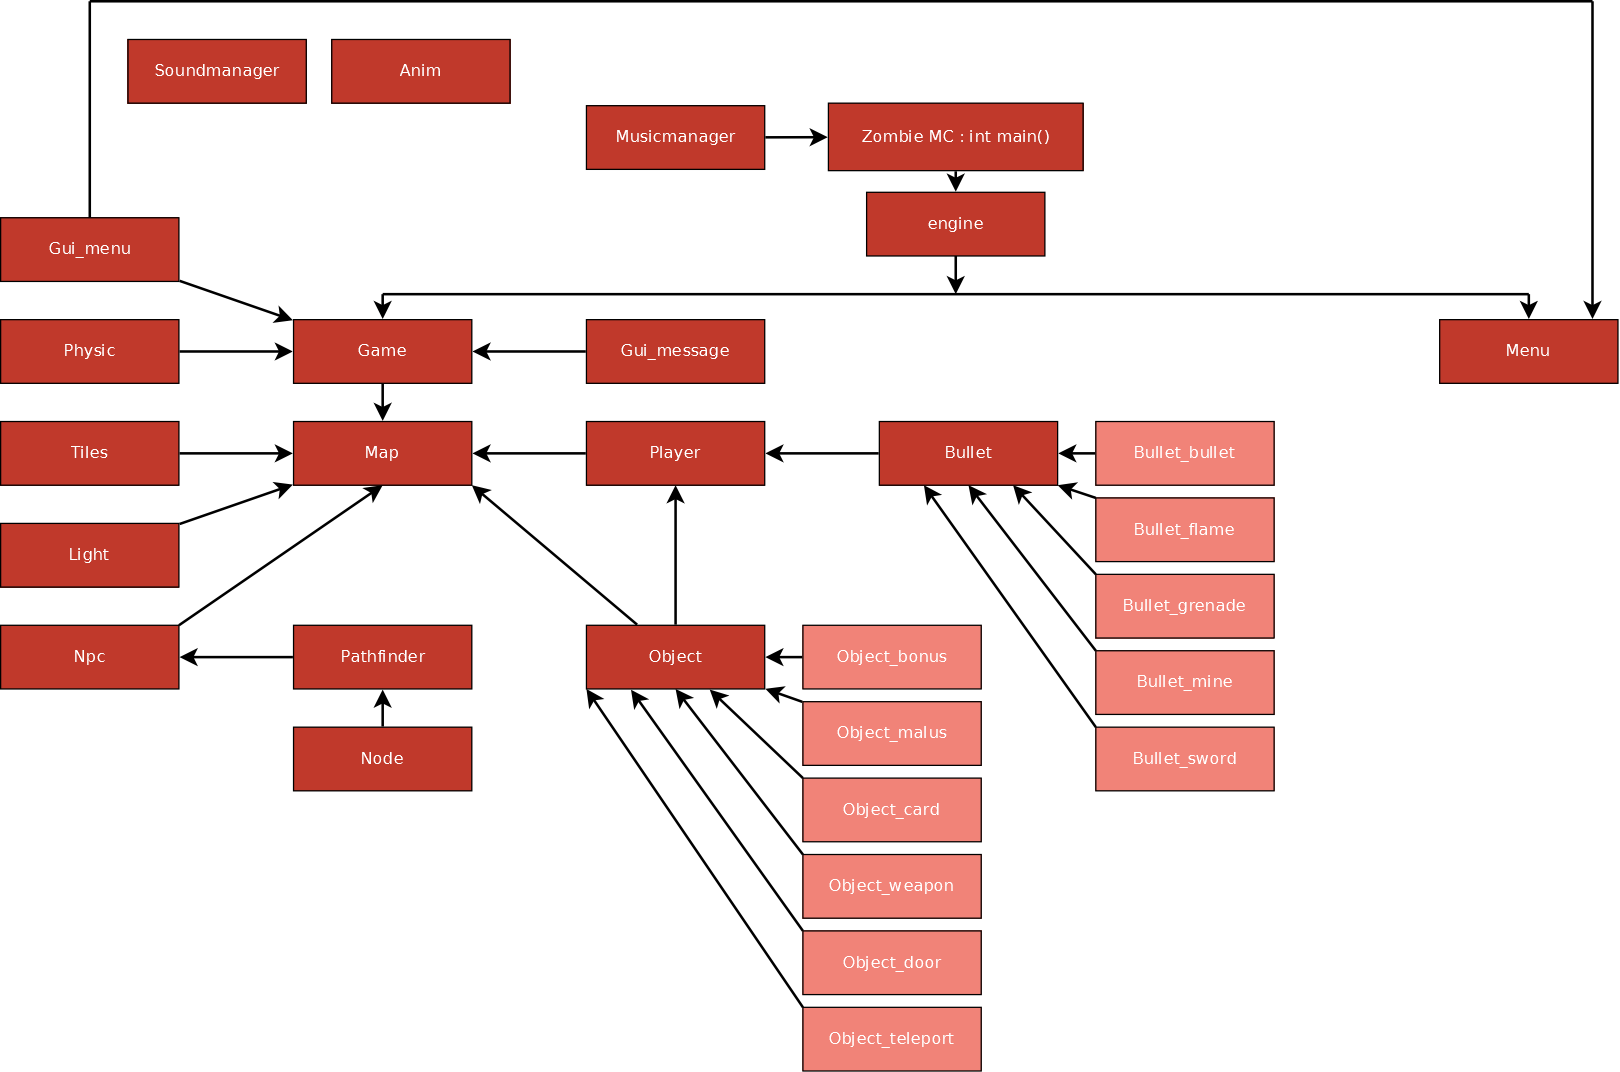 Soundmanager
Anim
Musicmanager
Zombie MC : int main()
engine
Gui_menu
Physic
Game
Gui_message
Menu
Tiles
Map
Player
Bullet
Bullet_bullet
Light
Bullet_flame
Bullet_grenade
Npc
Pathfinder
Object
Object_bonus
Bullet_mine
Object_malus
Node
Bullet_sword
Object_card
Object_weapon
Object_door
Object_teleport